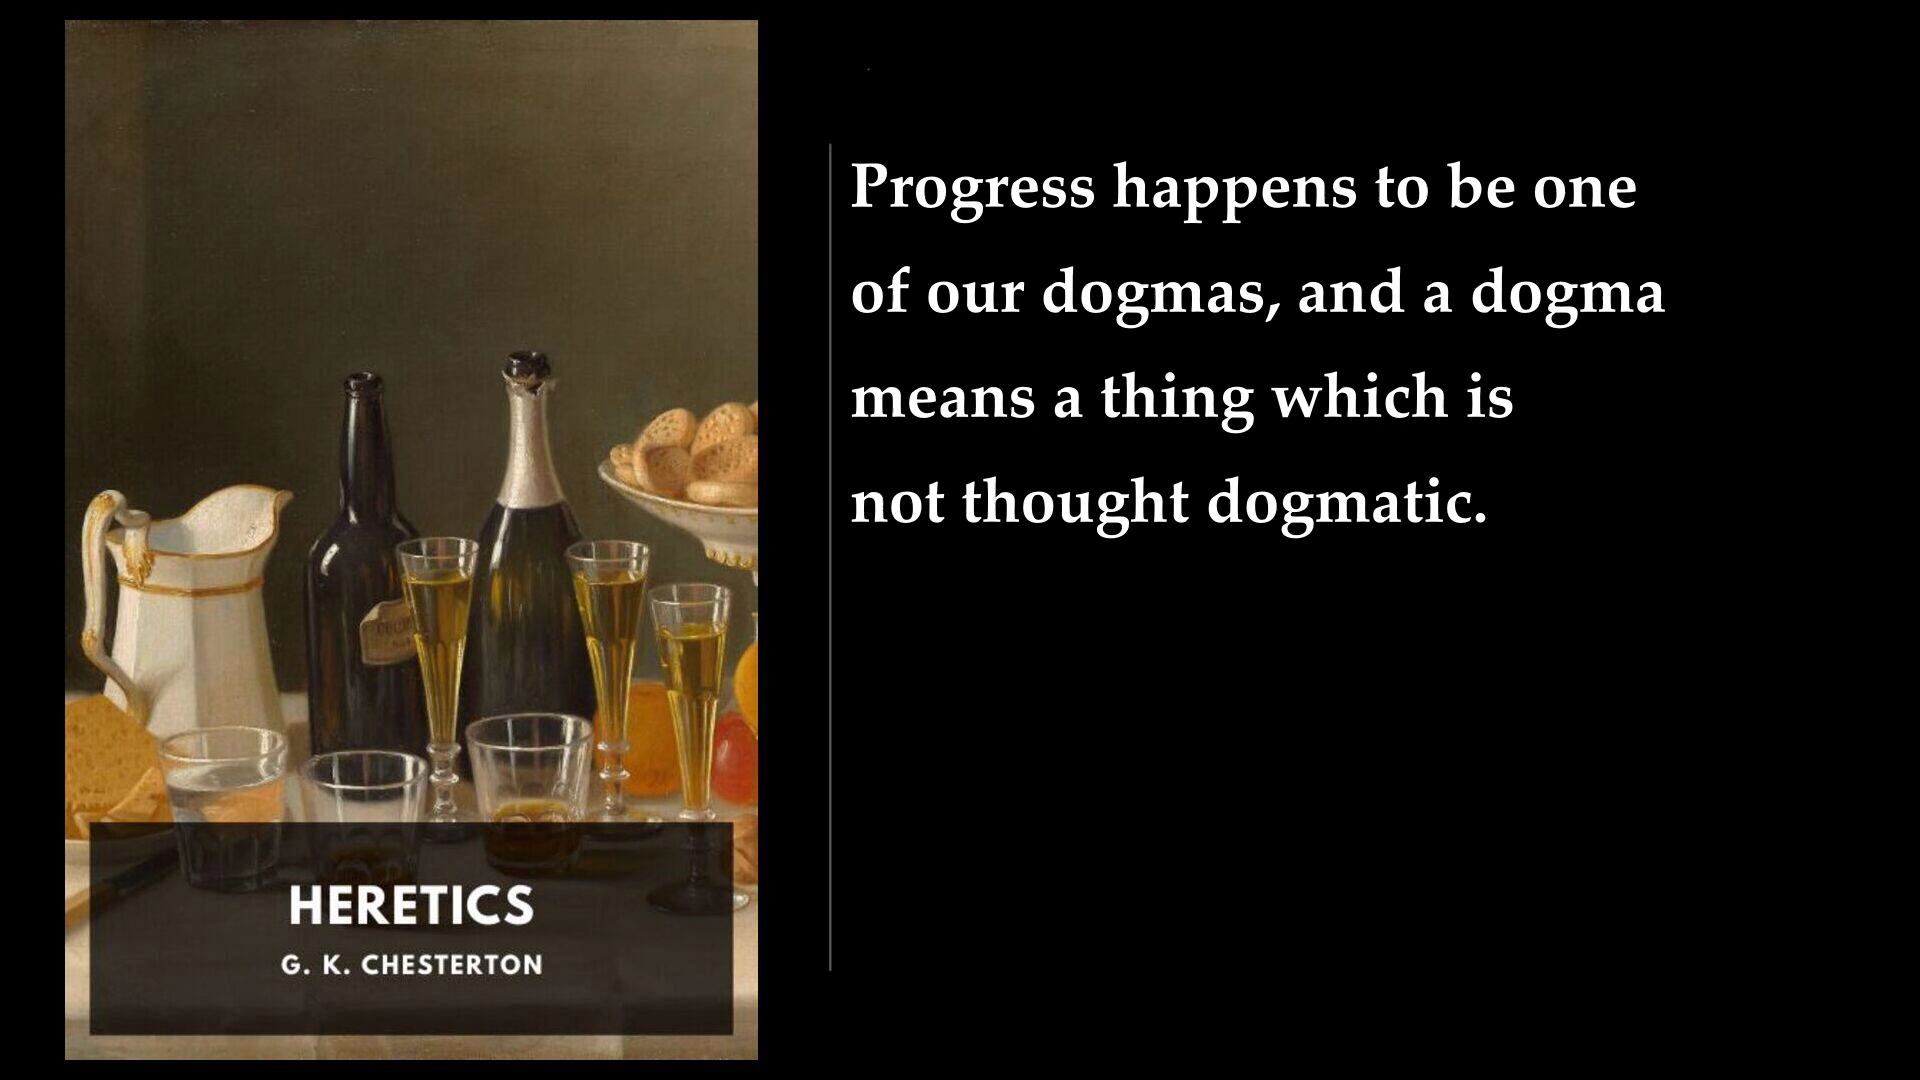 Progress happens to be one
of our dogmas, and a dogma
means a thing which is
not thought dogmatic.
HERETICS
G. K. CHESTERTON